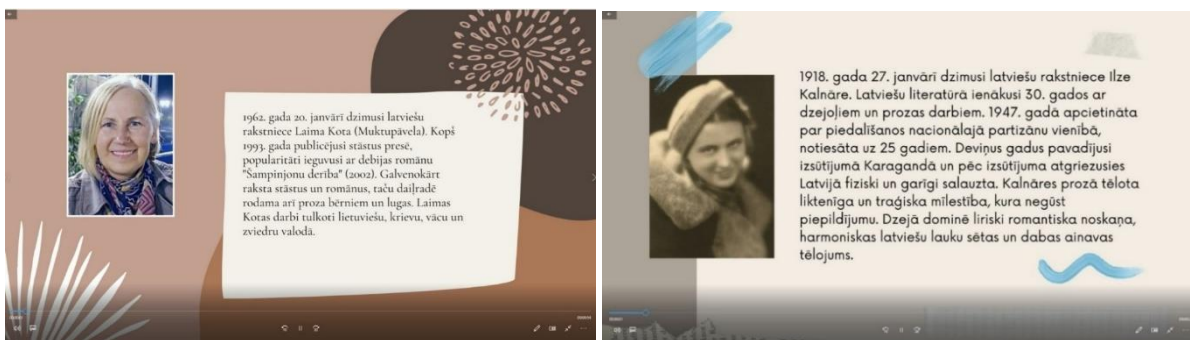 1962. gada 20. janvārī dzimusi latviešu
rakstniece Laima Kota (Muktupāvela). Kopš
1993. gada publicējusi stāstus presē,
popularitāti ieguvusi ar debijas romānu
"Šampinjonu derība" (2002). Galvenokārt
raksta stāstus un romānus, taču daiļradē
rodama arī proza bērniem un lugas. Laimas
Kotas darbi tulkoti lietuviešu, krievu, vācu un
zviedru valodā.
1918. gada 27. janvārī dzimusi latviešu rakstniece Ilze
Kalnāre. Latviešu literatūrā ienākusi 30. gados ar
dzejoļiem un prozas darbiem. 1947. gadā apcietināta
par piedalīšanos nacionālajā partizānu vienībā,
notiesāta uz 25 gadiem. Deviņus gadus pavadījusi
izsūtījumā Karagandā un pēc izsūtījuma atgriezusies
Latvijā fiziski un garīgi salauzta. Kalnāres prozā tēlota
liktenīga un traģiska mīlestība, kura negūst
piepildījumu. Dzejā dominē liriski romantiska noskaņa,
harmoniskas latviešu lauku sētas un dabas ainavas
tēlojums.